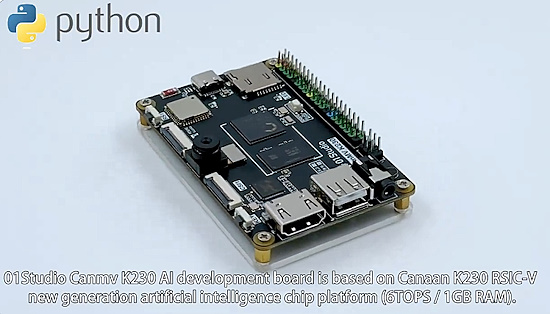 python
01Studio
01Studio Canmv K230 AI development board is based on Canaan K230 RSIC-V
new generation artificial intelligence chip platform (6TOPS / 1GB RAM).